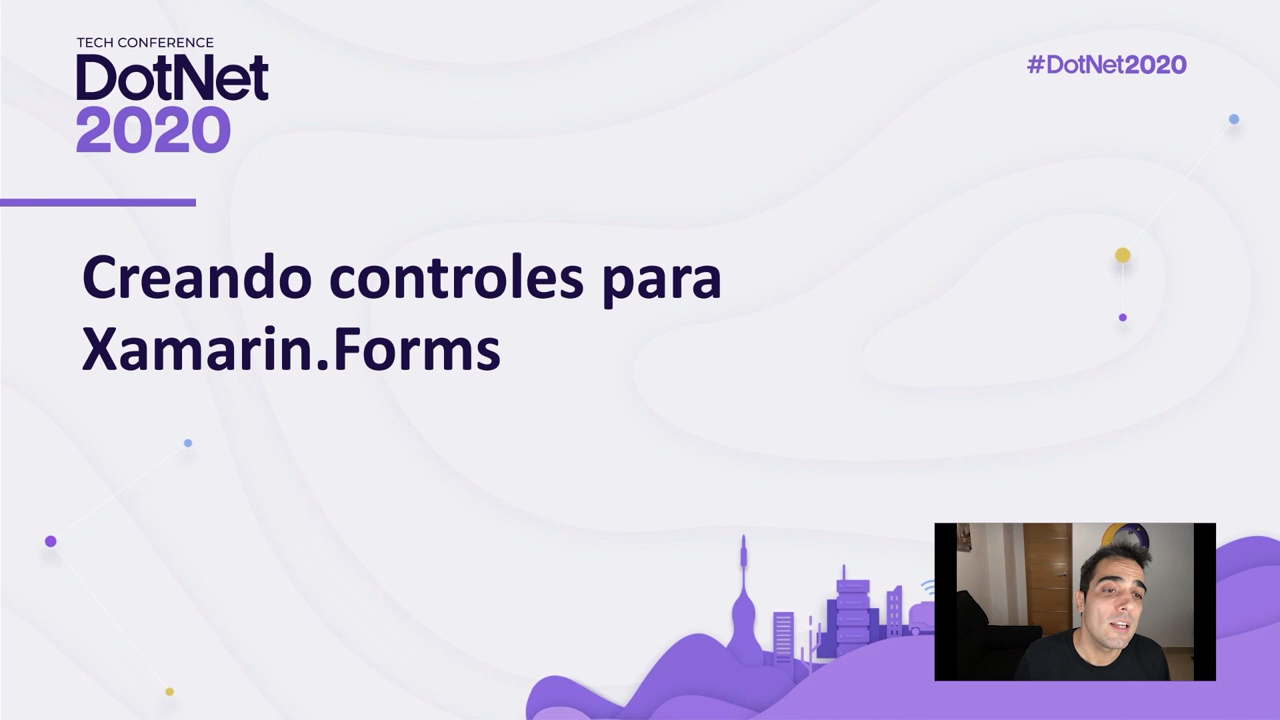 TECH CONFERENCE
DotNet
2020
#DotNet2020
Creando controles para
Xamarin.Forms